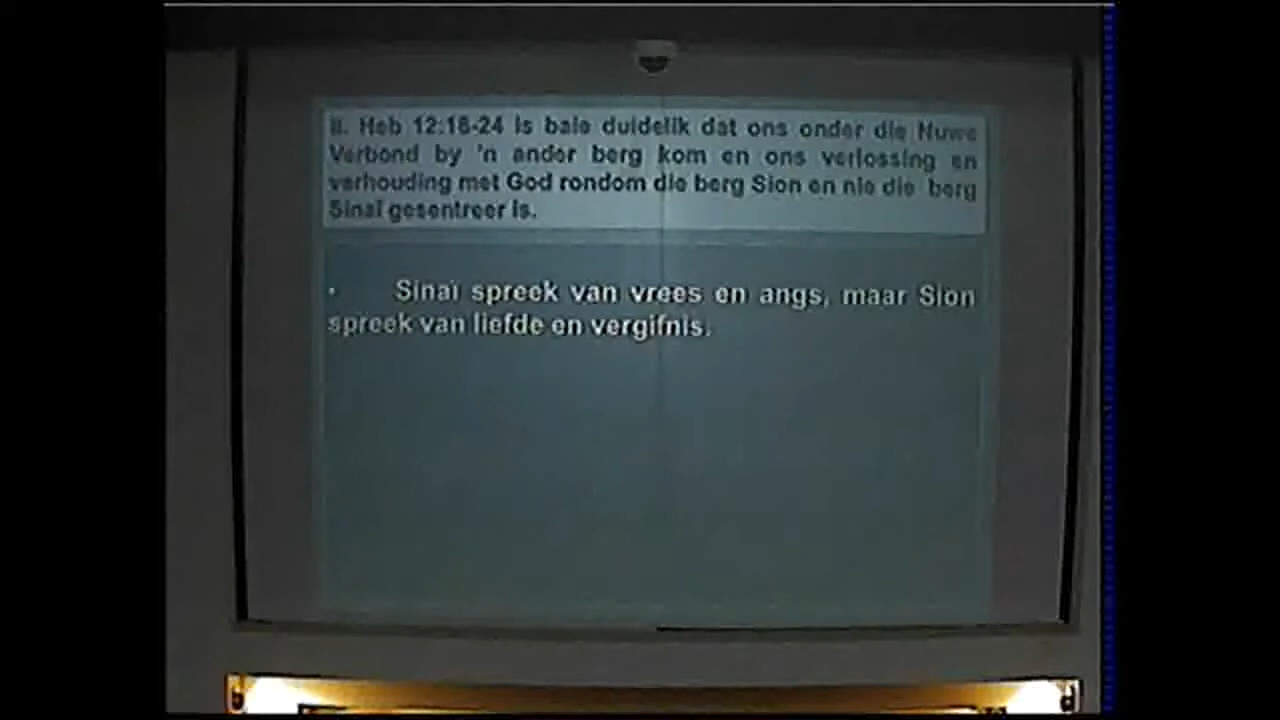 ii. Heb 12:18-24 is baie duidelik dat ons onder die Nuwe
Verbond by 'n ander berg kom en ons verlossing en
verhouding met God rondom die berg Sion en nie die berg
Sinaï gesentreer is.
· Sinaï spreek van vrees en angs, maar Sion
spreek van liefde en vergifnis.